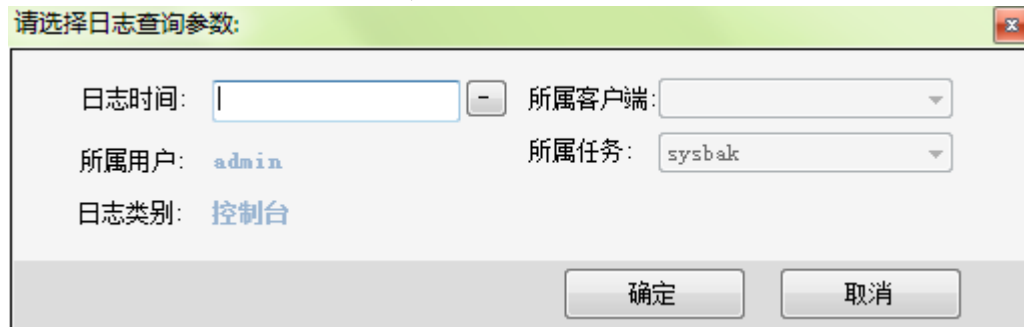 请选择日志查询参数:
日志时间: - 所属客户端:
所属用户: admin 所属任务: sysbak
日志类别: 控制台
确定 取消